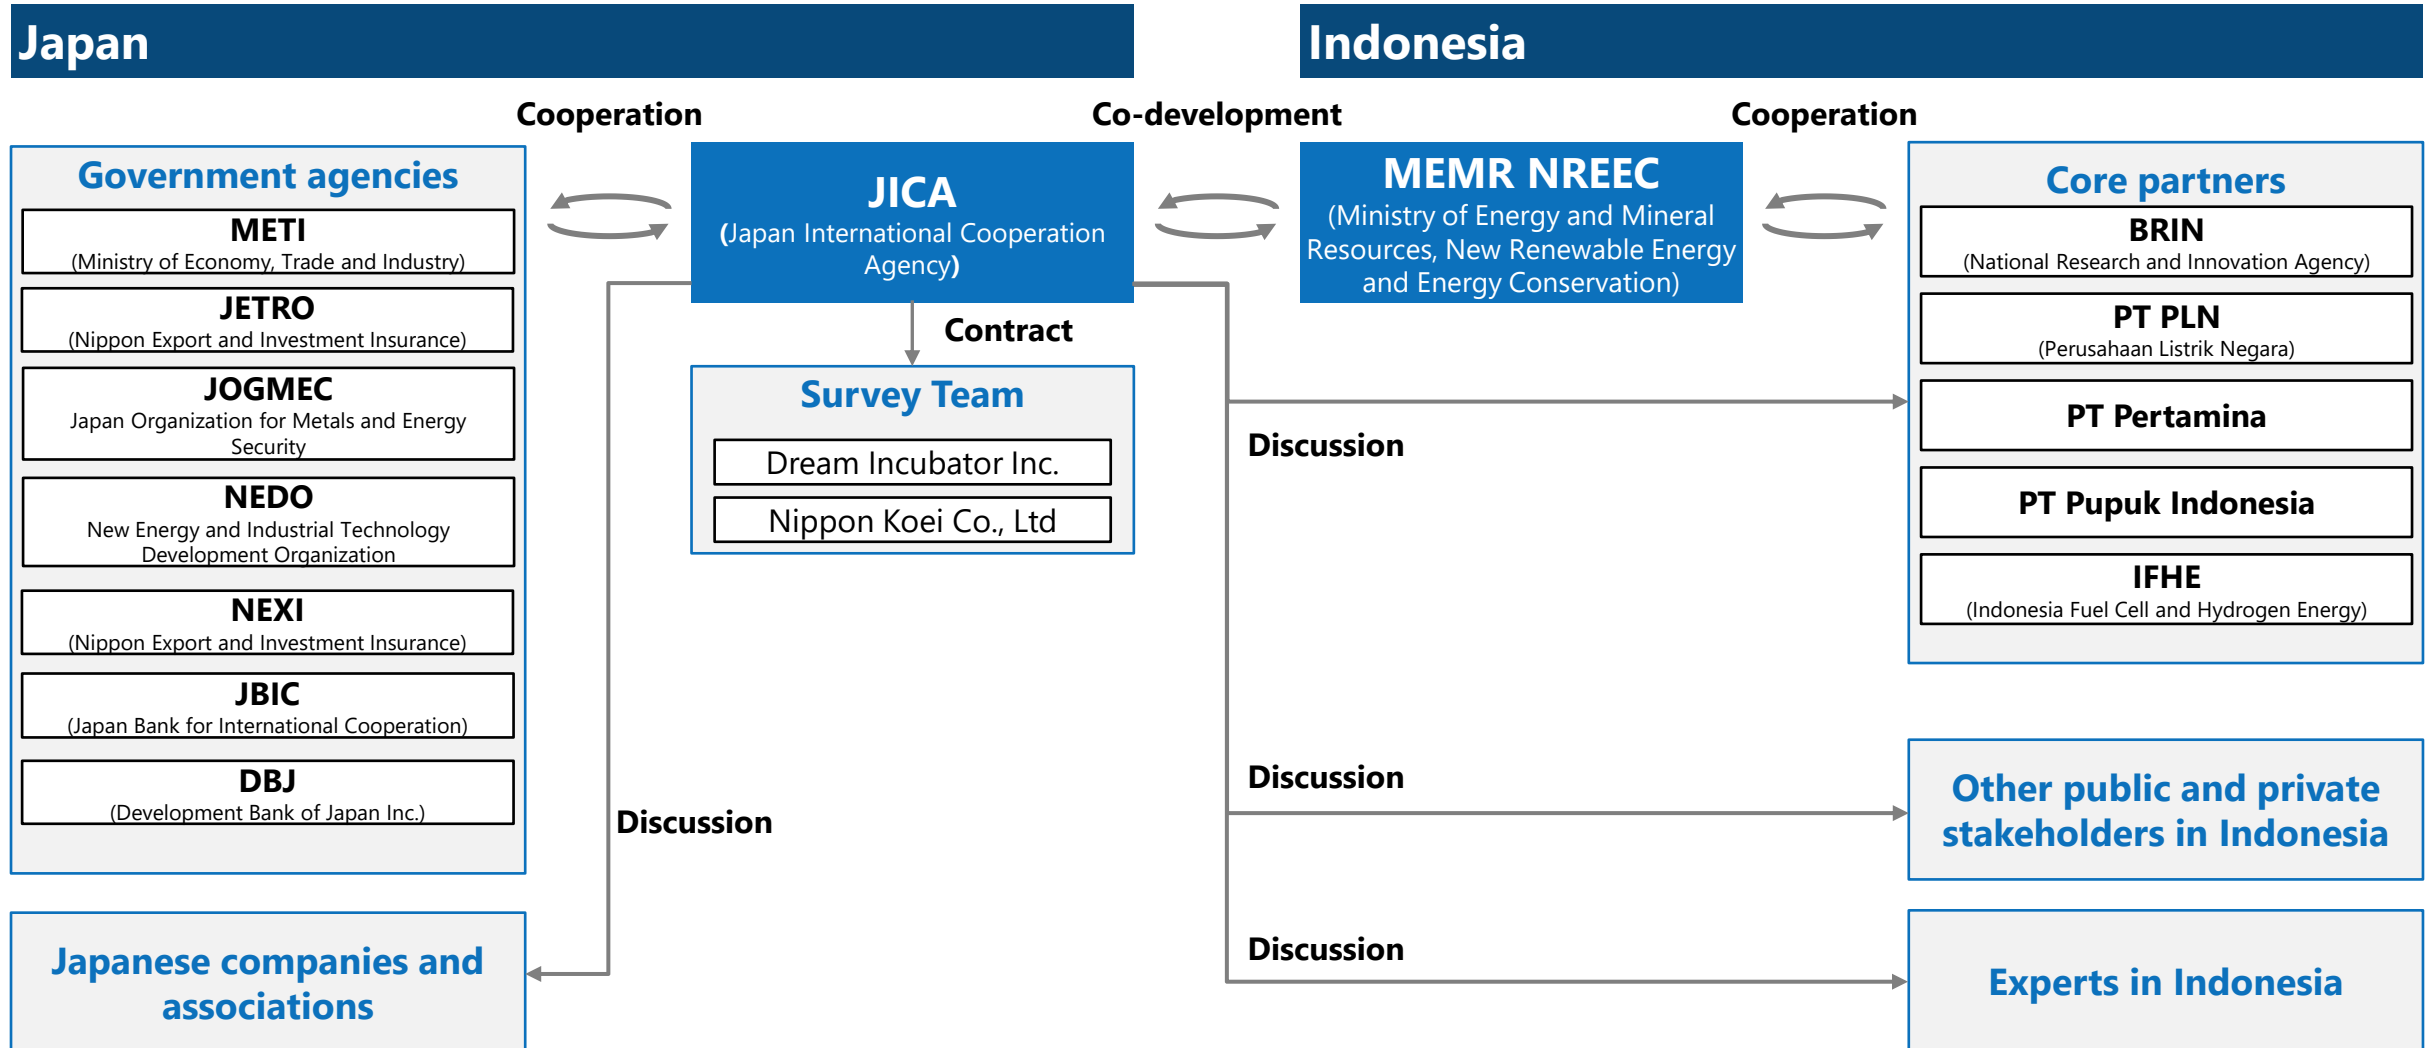 Japan
Indonesia
Cooperation
Co-development
Cooperation
Government agencies
METI
(Ministry of Economy, Trade and Industry)
JETRO
(Nippon Export and Investment Insurance)
JOGMEC
Japan Organization for Metals and Energy
Security
NEDO
New Energy and Industrial Technology
Development Organization
NEXI
(Nippon Export and Investment Insurance)
JBIC
(Japan Bank for International Cooperation)
DBJ
(Development Bank of Japan Inc.)
Japanese companies and
associations
JICA
(Japan International Cooperation
Agency)
Contract
Survey Team
Dream Incubator Inc.
Nippon Koei Co., Ltd
Discussion
MEMR NREEC
(Ministry of Energy and Mineral
Resources, New Renewable Energy
and Energy Conservation)
Discussion
Discussion
Discussion
Core partners
BRIN
(National Research and Innovation Agency)
PT PLN
(Perusahaan Listrik Negara)
PT Pertamina
PT Pupuk Indonesia
IFHE
(Indonesia Fuel Cell and Hydrogen Energy)
Other public and private
stakeholders in Indonesia
Experts in Indonesia